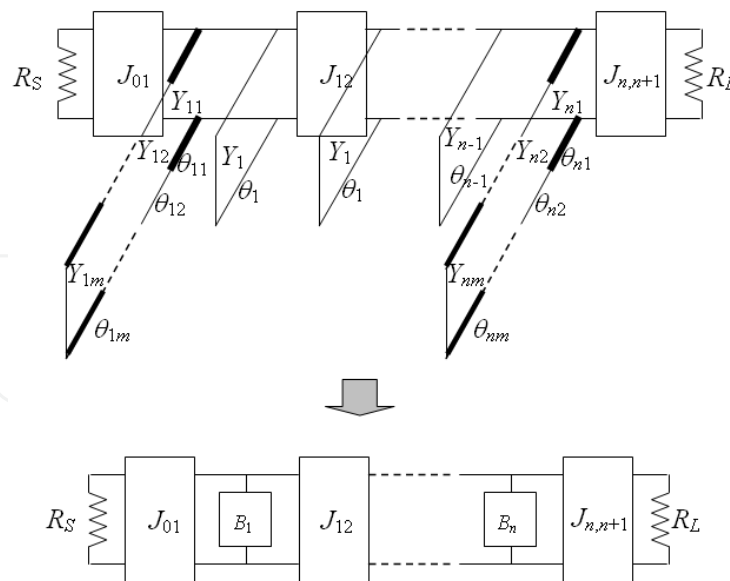 R_S J_01 Y_11 J_12 Y_n1 J_n,n+1 R_L
Y_12 θ_11 Y_1 Y_1 Y_n-1 Y_n2 θ_n1
θ_12 θ_1 θ_1 θ_n-1 θ_n2
Y_1m Y_nm
θ_1m θ_nm
R_S J_01 B_1 J_12 B_n J_n,n+1 R_L